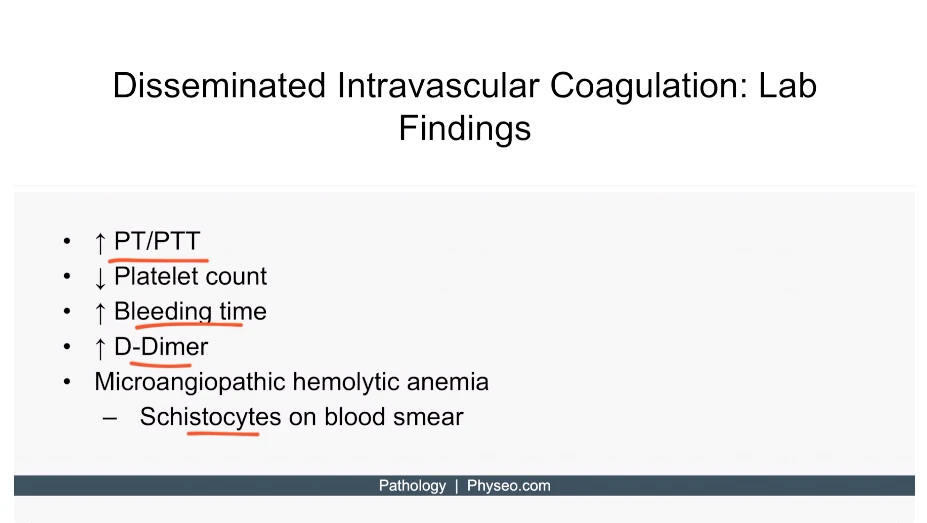 Disseminated Intravascular Coagulation: Lab
Findings
• ↑ PT/PTT
• ↓ Platelet count
• ↑ Bleeding time
• ↑ D-Dimer
• Microangiopathic hemolytic anemia
– Schistocytes on blood smear
Pathology | Physeo.com